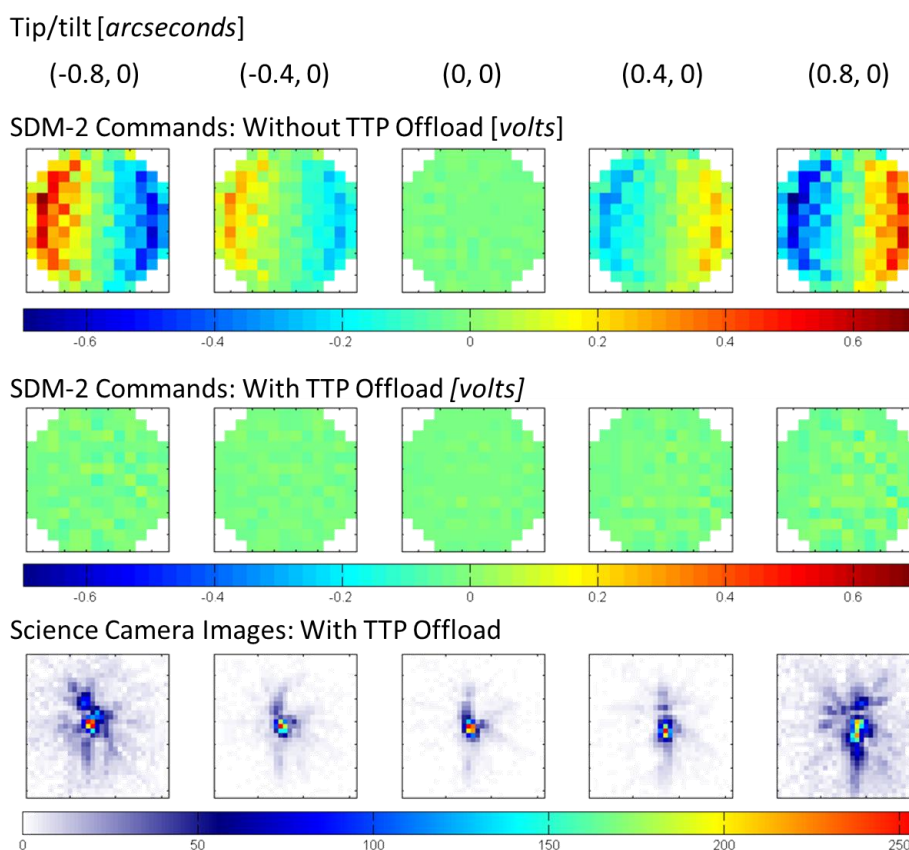 Tip/tilt [arcseconds]
(-0.8, 0) (-0.4, 0) (0, 0) (0.4, 0) (0.8, 0)
SDM-2 Commands: Without TTP Offload [volts]
-0.6 -0.4 -0.2 0 0.2 0.4 0.6
SDM-2 Commands: With TTP Offload [volts]
-0.6 -0.4 -0.2 0 0.2 0.4 0.6
Science Camera Images: With TTP Offload
0 50 100 150 200 250